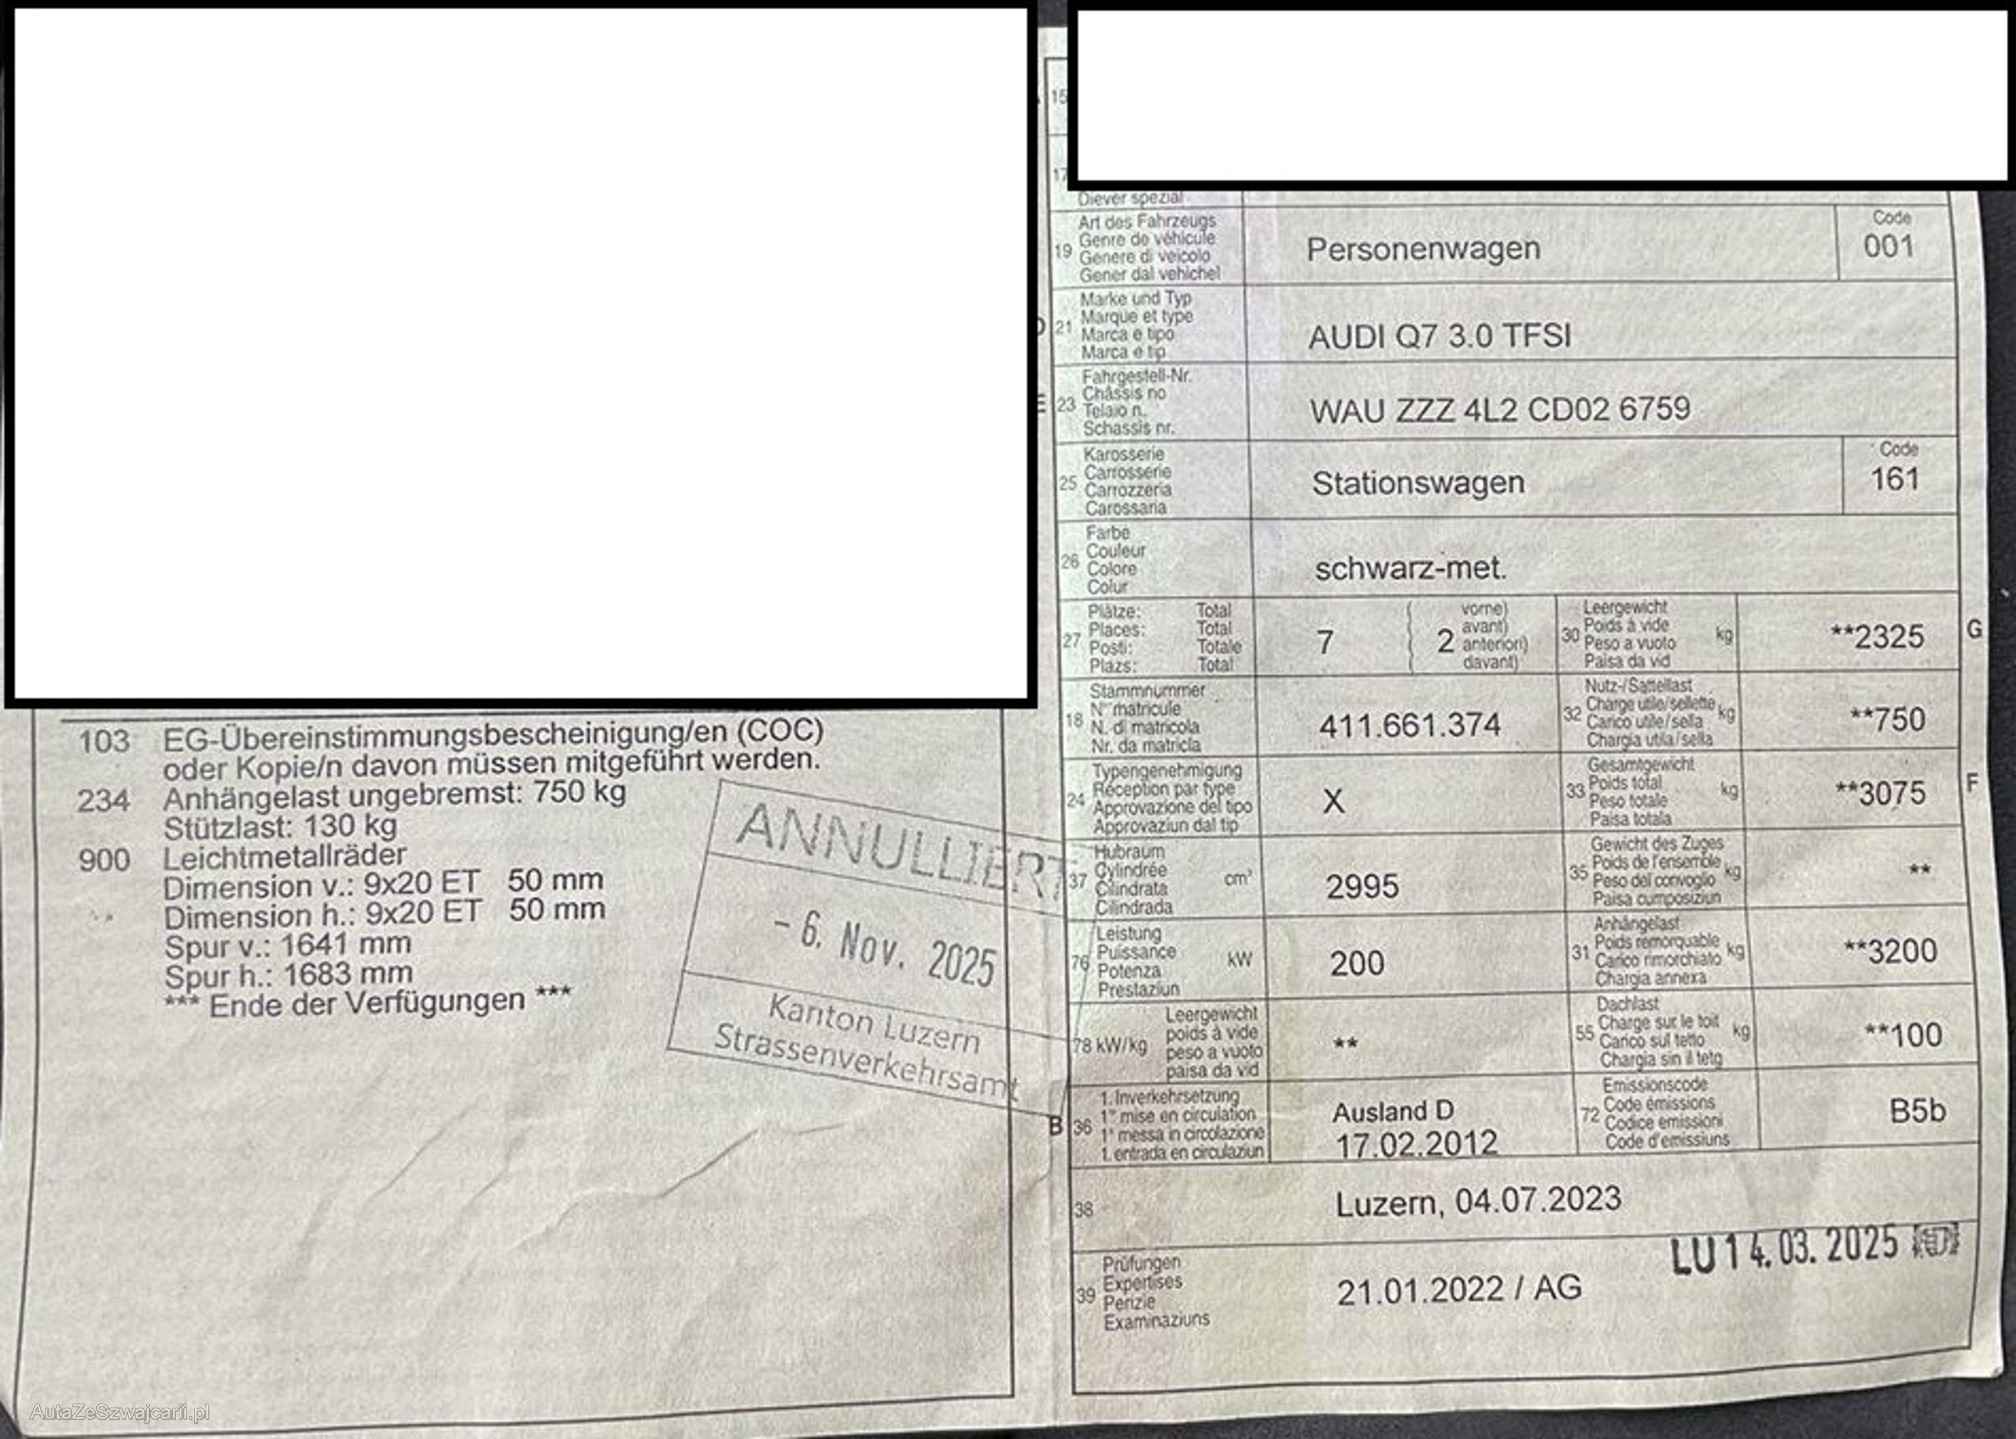 103 EG-Übereinstimmungsbescheinigung/en (COC)
oder Kopie/n davon müssen mitgeführt werden.
234 Anhängelast ungebremst: 750 kg
Stützlast: 130 kg
900 Leichtmetallräder
Dimension v.: 9x20 ET 50 mm
Dimension h.: 9x20 ET 50 mm
Spur v.: 1641 mm
Spur h.: 1683 mm
*** Ende der Verfügungen ***
ANNULLIERT
- 6. Nov. 2025
Kanton Luzern
Strassenverkehrsamt
15
17
Diever spezial
19
Art des Fahrzeugs
Genre de véhicule
Genere di veicolo
Gener dal vehichel
Personenwagen
Code
001
21
Marke und Typ
Marque et type
Marca e tipo
Marca e tip
AUDI Q7 3.0 TFSI
E 23
Fahrgestell-Nr.
Châssis no
Telaio n.
Schassis nr.
WAU ZZZ 4L2 CD02 6759
25
Karosserie
Carrosserie
Carrozzeria
Carossaria
Stationswagen
Code
161
26
Farbe
Couleur
Colore
Colur
schwarz-met.
27
Plätze: Total
Places: Total
Posti: Totale
Plazs: Total
7
( 2
vorne)
avant)
anteriori)
davant)
30
Leergewicht
Poids à vide
Peso a vuoto
Paisa da vid
kg
**2325
G
18
Stammnummer
N° matricule
N. di matricola
Nr. da matricla
411.661.374
32
Nutz-/Sattellast
Charge utile/sellette
Carico utile/sella
Chargia utila/sella
kg
**750
24
Typengenehmigung
Réception par type
Approvazione del tipo
Approvaziun dal tip
X
33
Gesamtgewicht
Poids total
Peso totale
Paisa totala
kg
**3075
F
37
Hubraum
Cylindrée
Cilindrata
Cilindrada
cm³
2995
35
Gewicht des Zuges
Poids de l'ensemble
Peso del convoglio
Paisa cumposiziun
kg
**
76
Leistung
Puissance
Potenza
Prestaziun
kW
200
31
Anhängelast
Poids remorquable
Carico rimorchiato
Chargia annexa
kg
**3200
78 kW/kg
Leergewicht
poids à vide
peso a vuoto
paisa da vid
**
55
Dachlast
Charge sur le toit
Carico sul tetto
Chargia sin il tetg
kg
**100
B 36
1. Inverkehrsetzung
1re mise en circulation
1a messa in circolazione
1. entrada en circulaziun
Ausland D
17.02.2012
72
Emissionscode
Code émissions
Codice emissioni
Code d'emissiuns
B5b
38
Luzern, 04.07.2023
39
Prüfungen
Expertises
Perizie
Examinaziuns
21.01.2022 / AG
LU 14.03.2025
AutaZeSzwajcarii.pl